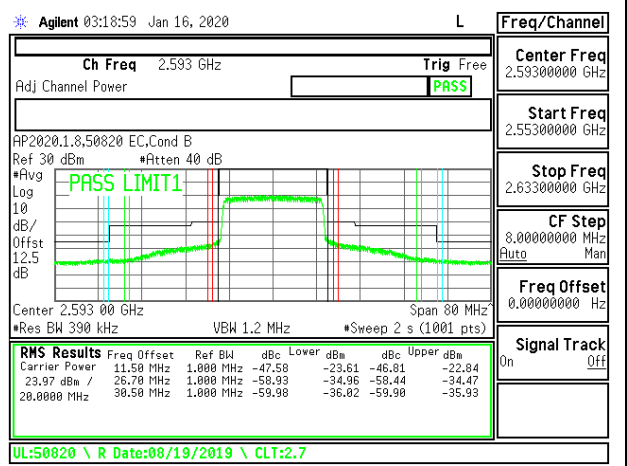 Agilent 03:18:59 Jan 16, 2020 L
Freq/Channel
Ch Freq 2.593 GHz Trig Free
Adj Channel Power PASS
Center Freq
2.59300000 GHz
Start Freq
2.55300000 GHz
Stop Freq
2.63300000 GHz
CF Step
8.00000000 MHz
Auto Man
Freq Offset
0.00000000 Hz
Signal Track
On Off
AP2020.1.8,50820 EC,Cond B
Ref 30 dBm #Atten 40 dB
#Avg
Log
10
dB/
Offst
12.5
dB
PASS LIMIT1
Center 2.593 00 GHz Span 80 MHz^
#Res BW 390 kHz VBW 1.2 MHz #Sweep 2 s (1001 pts)
RMS Results Freq Offset Ref BW dBc Lower dBm dBc Upper dBm
Carrier Power 11.50 MHz 1.000 MHz -47.58 -23.61 -46.81 -22.84
23.97 dBm / 26.70 MHz 1.000 MHz -58.93 -34.96 -58.44 -34.47
20.0000 MHz 30.50 MHz 1.000 MHz -59.98 -36.02 -59.90 -35.93
UL:50820 \ R Date:08/19/2019 \ CLT:2.7